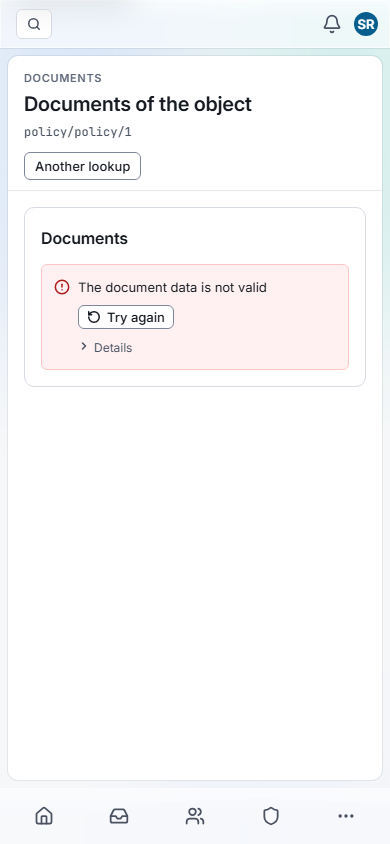 SR
DOCUMENTS
Documents of the object
policy/policy/1
Another lookup
Documents
The document data is not valid
Try again
Details